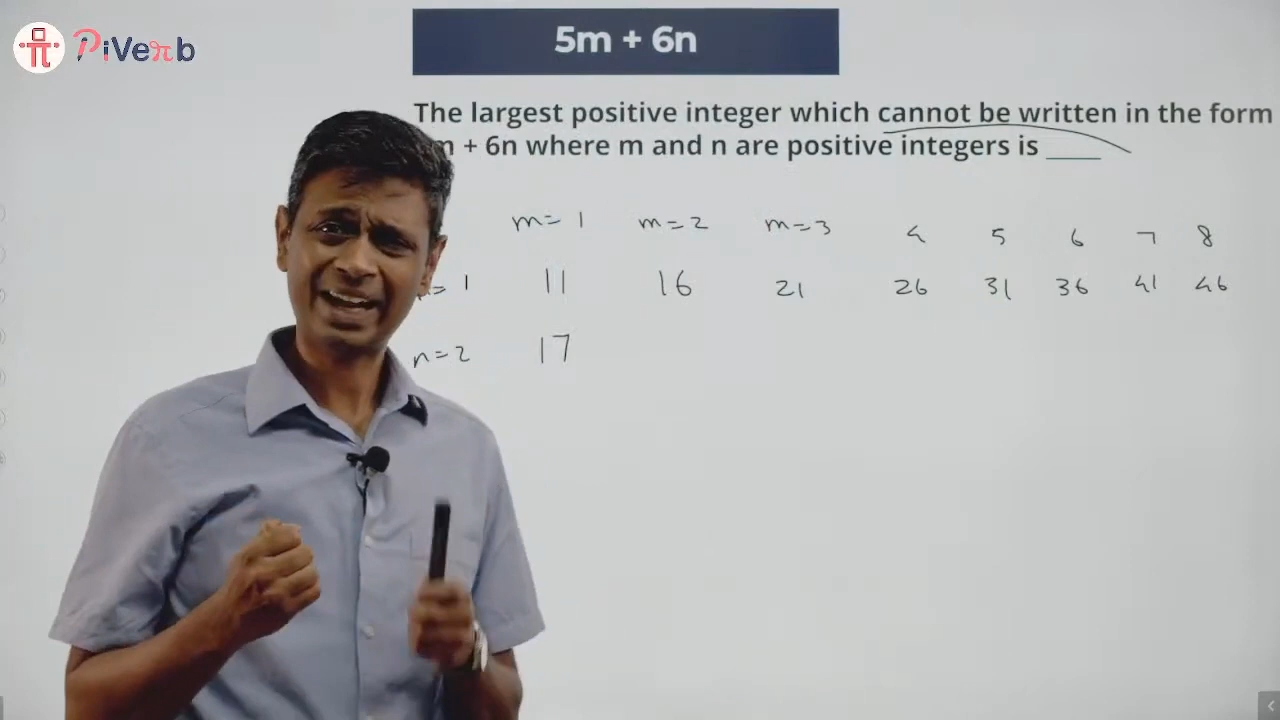 PiVerb
5m + 6n
The largest positive integer which cannot be written in the form
m + 6n where m and n are positive integers is ____
m = 1 m = 2 m = 3 4 5 6 7 8
= 1 11 16 21 26 31 36 41 46
n = 2 17